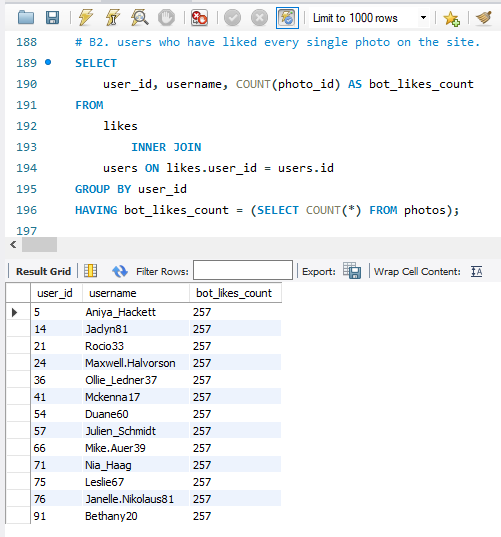 Limit to 1000 rows
188 # B2. users who have liked every single photo on the site.
189 SELECT
190 user_id, username, COUNT(photo_id) AS bot_likes_count
191 FROM
192 likes
193 INNER JOIN
194 users ON likes.user_id = users.id
195 GROUP BY user_id
196 HAVING bot_likes_count = (SELECT COUNT(*) FROM photos);
197
Result Grid Filter Rows: Export: Wrap Cell Content:
user_id username bot_likes_count
5 Aniya_Hackett 257
14 Jaclyn81 257
21 Rocio33 257
24 Maxwell.Halvorson 257
36 Ollie_Ledner37 257
41 Mckenna17 257
54 Duane60 257
57 Julien_Schmidt 257
66 Mike.Auer39 257
71 Nia_Haag 257
75 Leslie67 257
76 Janelle.Nikolaus81 257
91 Bethany20 257